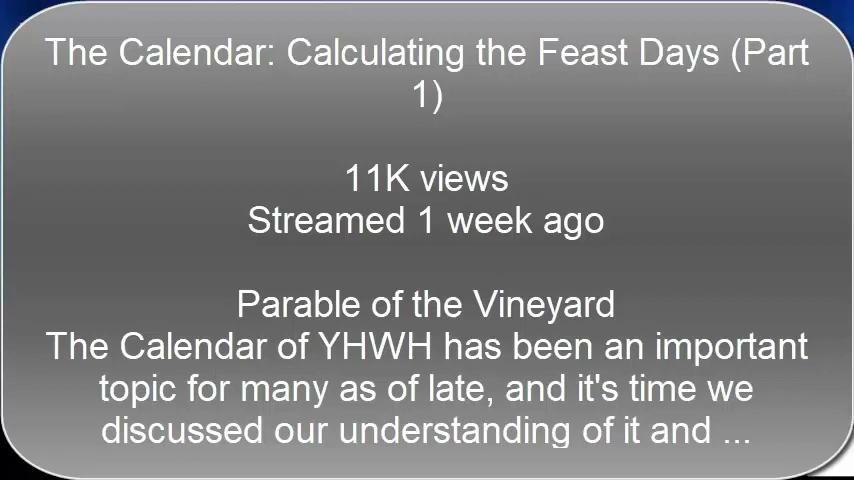 The Calendar: Calculating the Feast Days (Part
1)
11K views
Streamed 1 week ago
Parable of the Vineyard
The Calendar of YHWH has been an important
topic for many as of late, and it's time we
discussed our understanding of it and ...